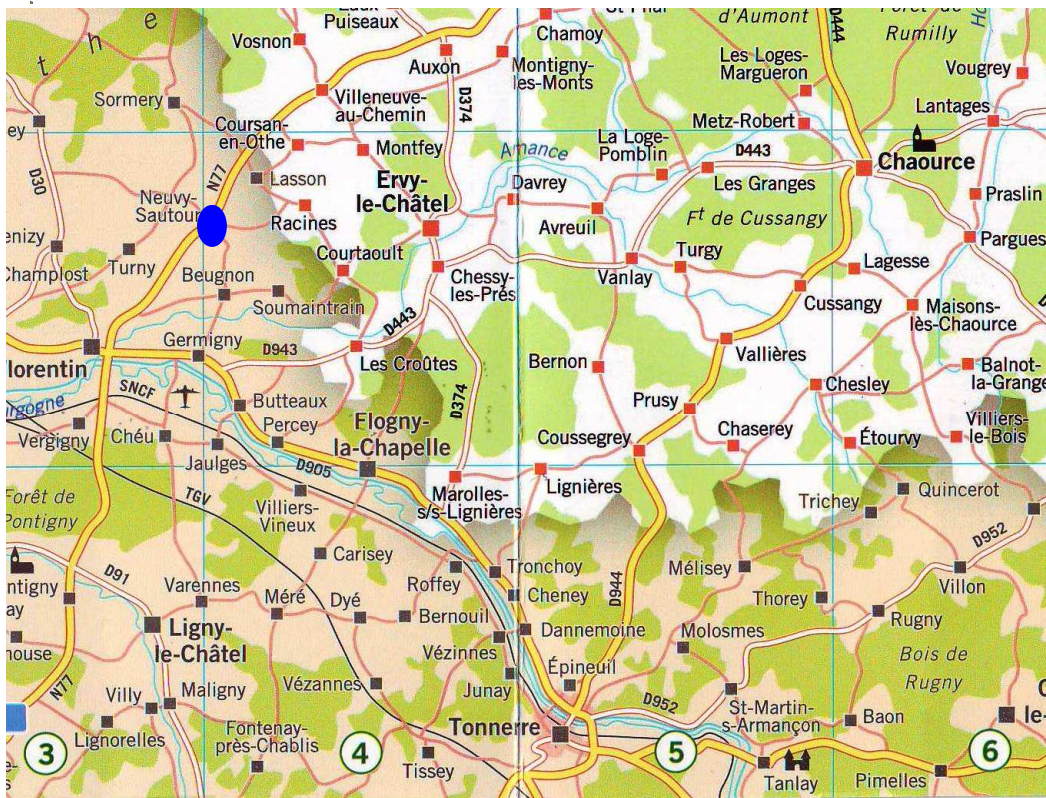 t h e
Puiseaux
Vosnon
Auxon
Chamoy
Montigny-
les-Monts
d'Aumont
D444
Rumilly
Les Loges-
Margueron
Vougrey
Sormery
Villeneuve-
au-Chemin
D374
Metz-Robert
Lantages
Coursan-
en-Othe
Montfey
Amance
La Loge-
Pomblin
D443
Chaource
D30
N77
Lasson
Ervy-
le-Châtel
Davrey
Les Granges
Praslin
Neuvy-
Sautour
Racines
Avreuil
Ft de Cussangy
Pargues
Turny
Champlost
Courtaoult
Beugnon
Soumaintrain
Chessy-
les-Prés
Vanlay
Turgy
Lagesse
Cussangy
Maisons-
lès-Chaource
Germigny
D943
D443
Les Croûtes
Bernon
Vallières
lorentin
SNCF
Butteaux
D374
Prusy
Chesley
Balnot-
la-Grange
Vergigny
Chéu
Percey
Flogny-
la-Chapelle
Coussegrey
Chaserey
Étourvy
Villiers-
le-Bois
Jaulges
D905
TGV
Forêt de
Pontigny
Villiers-
Vineux
Marolles-
s/s-Lignières
Lignières
Trichey
Quincerot
Carisey
Roffey
Tronchoy
Cheney
D944
Mélisey
D952
Villon
D91
ntigny
Varennes
Méré
Dyé
Bernouil
Thorey
Rugny
Ligny-
le-Châtel
Vézinnes
Dannemoine
Molosmes
Bois de
Rugny
Junay
Épineuil
N77
Villy
Maligny
Vézannes
Lignorelles
Fontenay-
près-Chablis
Tonnerre
D952
St-Martin-
s-Armançon
Baon
3
4
5
6
Tissey
Tanlay
Pimelles